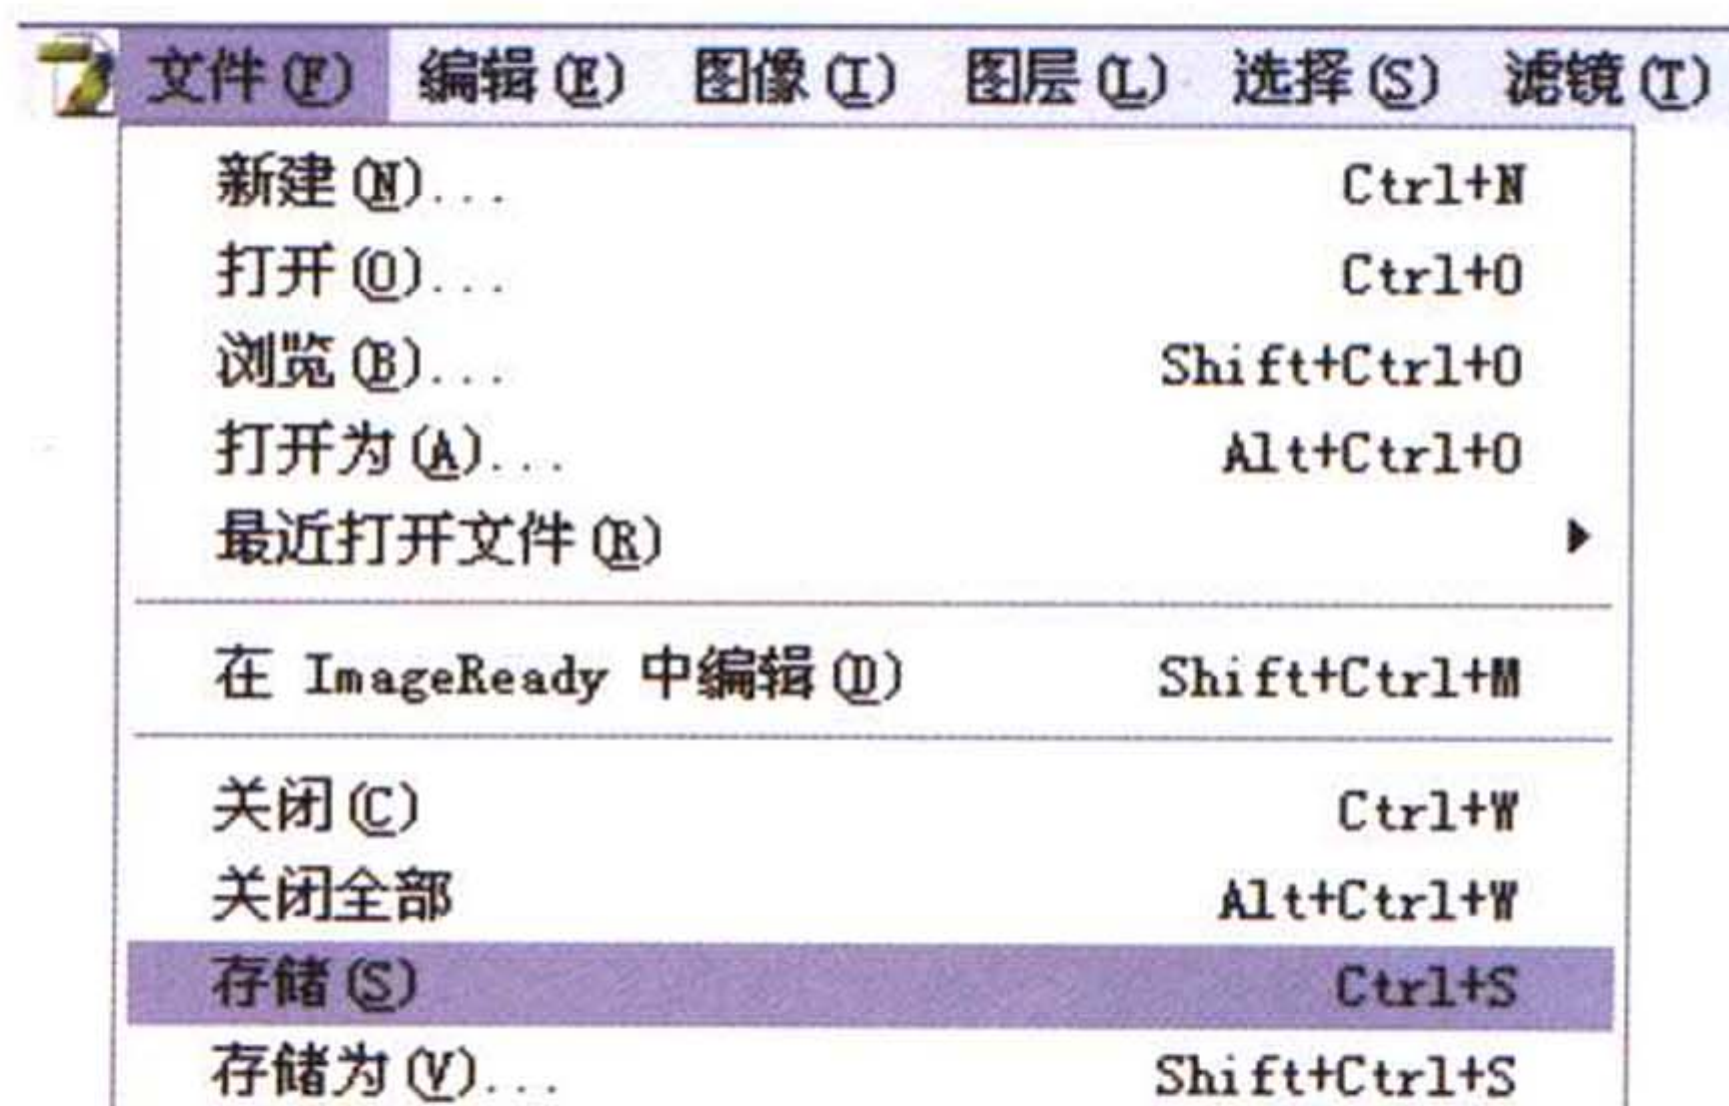 文件(F) 编辑(E) 图像(I) 图层(L) 选择(S) 滤镜(T)
新建(N)... Ctrl+N
打开(O)... Ctrl+O
浏览(B)... Shift+Ctrl+O
打开为(A)... Alt+Ctrl+O
最近打开文件(R)
在 ImageReady 中编辑(D) Shift+Ctrl+M
关闭(C) Ctrl+W
关闭全部 Alt+Ctrl+W
存储(S) Ctrl+S
存储为(V)... Shift+Ctrl+S